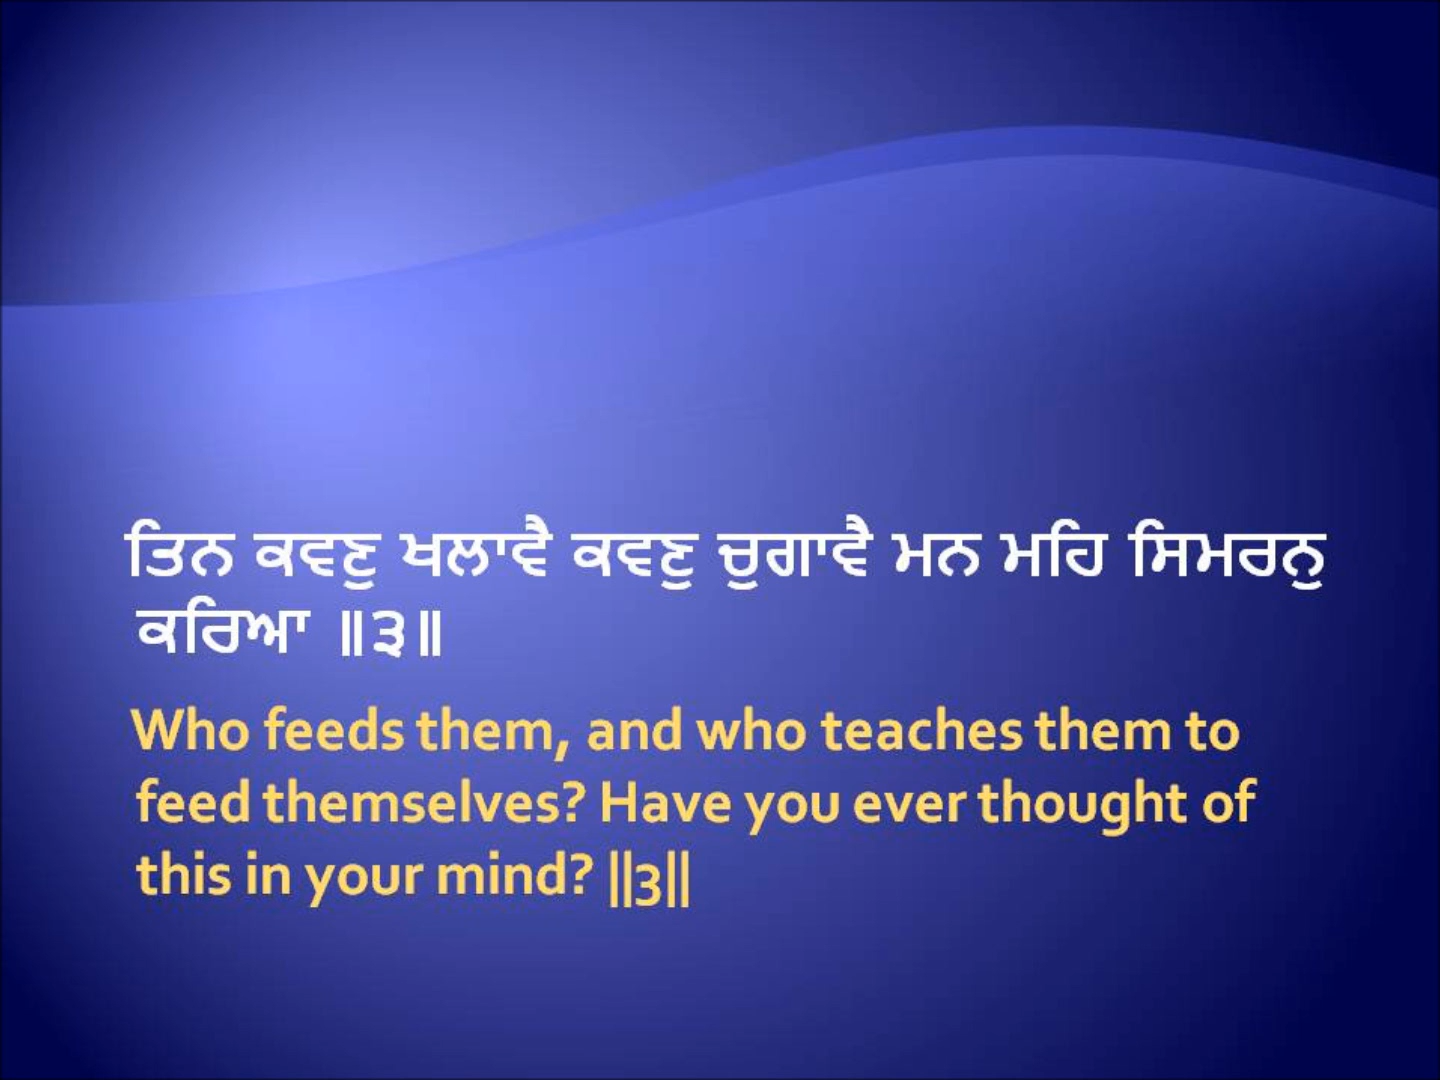 ਤਿਨ ਕਵਣੁ ਖਲਾਵੈ ਕਵਣੁ ਚੁਗਾਵੈ ਮਨ ਮਹਿ ਸਿਮਰਨੁ
ਕਰਿਆ ॥੩॥
Who feeds them, and who teaches them to
feed themselves? Have you ever thought of
this in your mind? ||3||